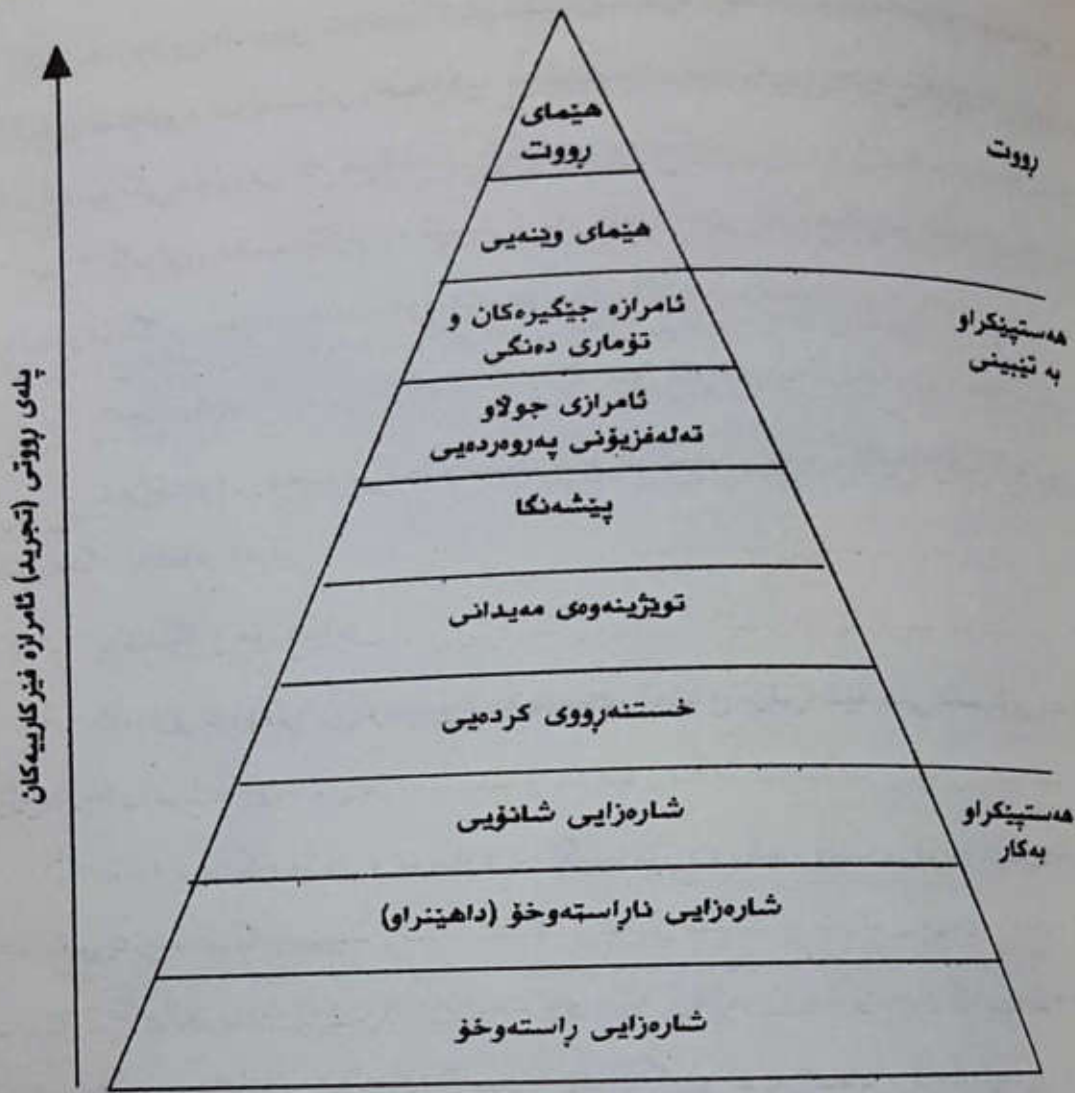 هێمای
ڕووت
هێمای وێنەیی
ئامرازە جێگیرەکان و
تۆماری دەنگی
ئامرازی جولاو
تەلەفزیۆنی پەروەردەیی
پێشەنگا
توێژینەوەی مەیدانی
خستنەڕووی کردەیی
شارەزایی شانۆیی
شارەزایی ناڕاستەوخۆ (داهێنراو)
شارەزایی ڕاستەوخۆ
ڕووت
هەستپێکراو
بە تێبینی
هەستپێکراو
بەکار
پلەی ڕووتی (تجرید) ئامرازە فێرکارییەکان